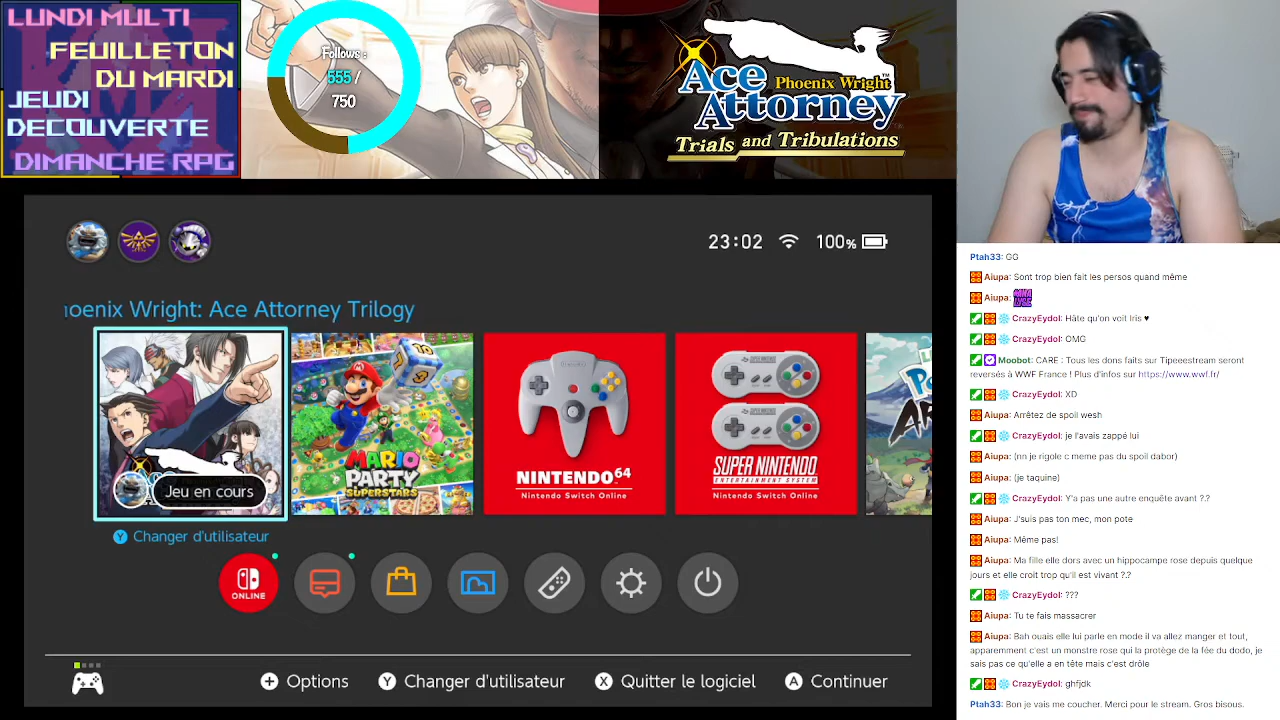 LUNDI MULTI
FEUILLETON
DU MARDI
JEUDI
DECOUVERTE
DIMANCHE RPG
Follows :
555 /
750
Phoenix Wright
Ace
Attorney
Trials and Tribulations
23:02
100%
hoenix Wright: Ace Attorney Trilogy
Jeu en cours
MARIO
PARTY
SUPERSTARS
NINTENDO 64
Nintendo Switch Online
SUPER NINTENDO
ENTERTAINMENT SYSTEM
Nintendo Switch Online
Y Changer d'utilisateur
ONLINE
+ Options
Y Changer d'utilisateur
X Quitter le logiciel
A Continuer
Ptah33: GG
Aiupa: Sont trop bien fait les persos quand même
Aiupa:
CrazyEydol: Hâte qu'on voit Iris ♥
CrazyEydol: OMG
Moobot: CARE : Tous les dons faits sur Tipeeestream seront
reversés à WWF France ! Plus d'infos sur https://www.wwf.fr/
CrazyEydol: XD
Aiupa: Arrêtez de spoil wesh
CrazyEydol: je l'avais zappé lui
Aiupa: (nn je rigole c meme pas du spoil dabor)
Aiupa: (je taquine)
CrazyEydol: Y'a pas une autre enquête avant ?.?
Aiupa: J'suis pas ton mec, mon pote
Aiupa: Même pas!
Aiupa: Ma fille elle dors avec un hippocampe rose depuis quelque
jours et elle croit trop qu'il est vivant ?.?
CrazyEydol: ???
Aiupa: Tu te fais massacrer
Aiupa: Bah ouais elle lui parle en mode il va allez manger et tout,
apparemment c'est un monstre rose qui la protège de la fée du dodo, je
sais pas ce qu'elle a en tête mais c'est drôle
CrazyEydol: ghfjdk
Ptah33: Bon je vais me coucher. Merci pour le stream. Gros bisous.